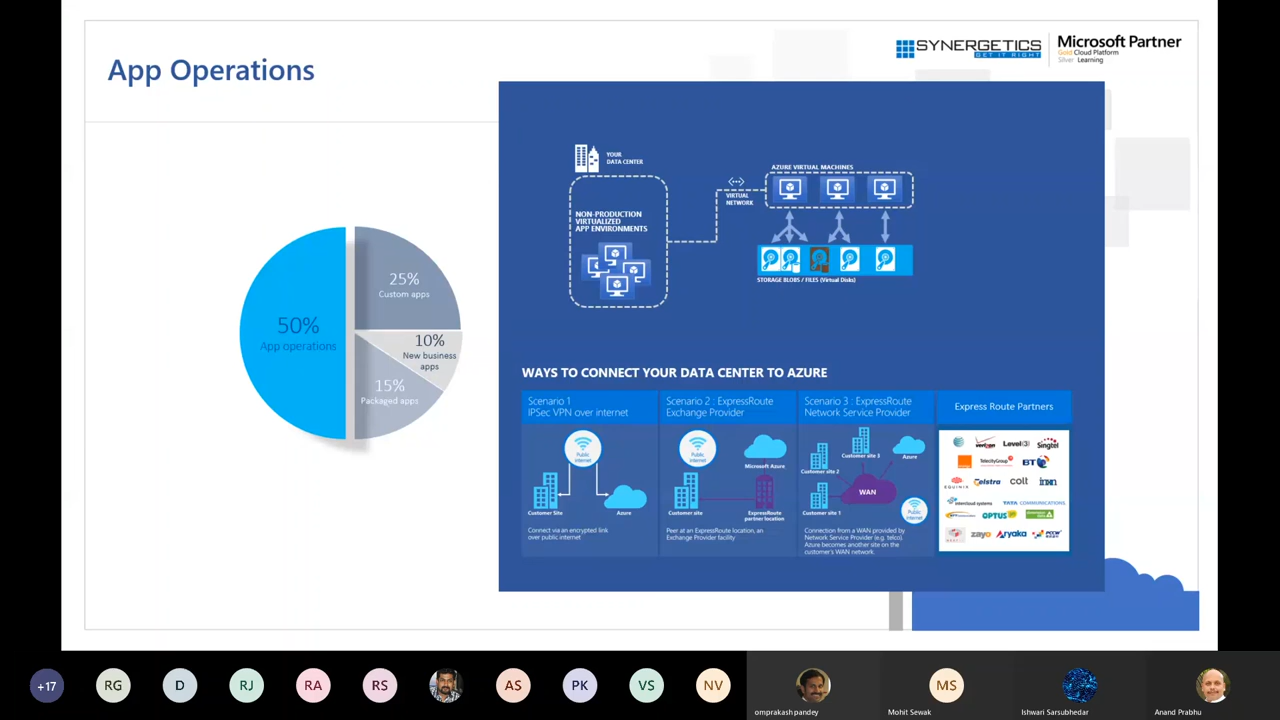 App Operations
SYNERGETICS
GET IT RIGHT
Microsoft Partner
Gold Cloud Platform
Silver Learning
50%
App operations
25%
Custom apps
10%
New business
apps
15%
Packaged apps
YOUR
DATA CENTER
NON-PRODUCTION
VIRTUALIZED
APP ENVIRONMENTS
VIRTUAL
NETWORK
AZURE VIRTUAL MACHINES
STORAGE BLOBS / FILES (Virtual Disks)
WAYS TO CONNECT YOUR DATA CENTER TO AZURE
Scenario 1
IPSec VPN over internet
Public
Internet
Customer Site
Azure
Connect via an encrypted link
over public internet
Scenario 2 : ExpressRoute
Exchange Provider
Public
Internet
Microsoft Azure
Customer site
ExpressRoute
partner location
Peer at an ExpressRoute location, an
Exchange Provider facility
Scenario 3 : ExpressRoute
Network Service Provider
Customer site 3
Customer site 2
Azure
WAN
Customer site 1
Public
Internet
Connection from a WAN provided by
Network Service Provider (e.g. telco).
Azure becomes another site on the
customer's WAN network.
Express Route Partners
verizon
Level(3)
Singtel
orange
TelecityGroup
BT
EQUINIX
telstra
colt
intercloud systems
TATA COMMUNICATIONS
OPTUS
zayo
Aryaka
+17
RG
D
RJ
RA
RS
AS
PK
VS
NV
MS
omprakash pandey
Mohit Sewak
Ishwari Sarsubhedar
Anand Prabhu